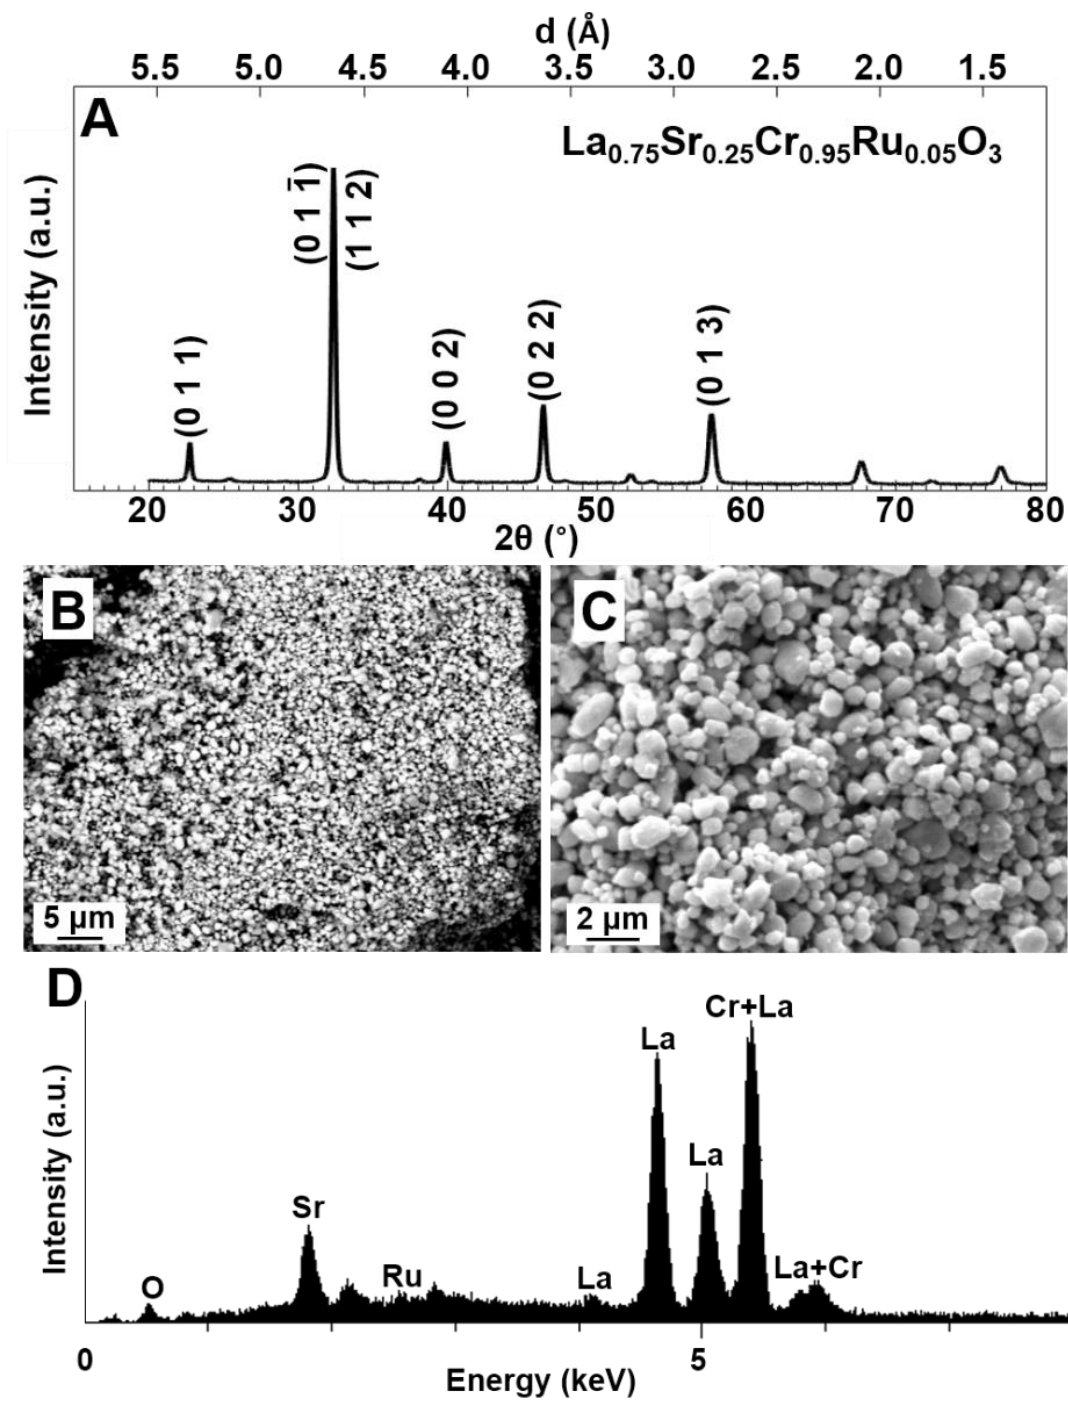 d (Å)
5.5 5.0 4.5 4.0 3.5 3.0 2.5 2.0 1.5
A
La₀.₇₅Sr₀.₂₅Cr₀.₉₅Ru₀.₀₅O₃
Intensity (a.u.)
(0 1 1)
(0 1 1̅)
(1 1 2)
(0 0 2)
(0 2 2)
(0 1 3)
20 30 40 50 60 70 80
2θ (°)
B
5 µm
C
2 µm
D
Intensity (a.u.)
O
Sr
Ru
La
La
La
Cr+La
La+Cr
0 5
Energy (keV)